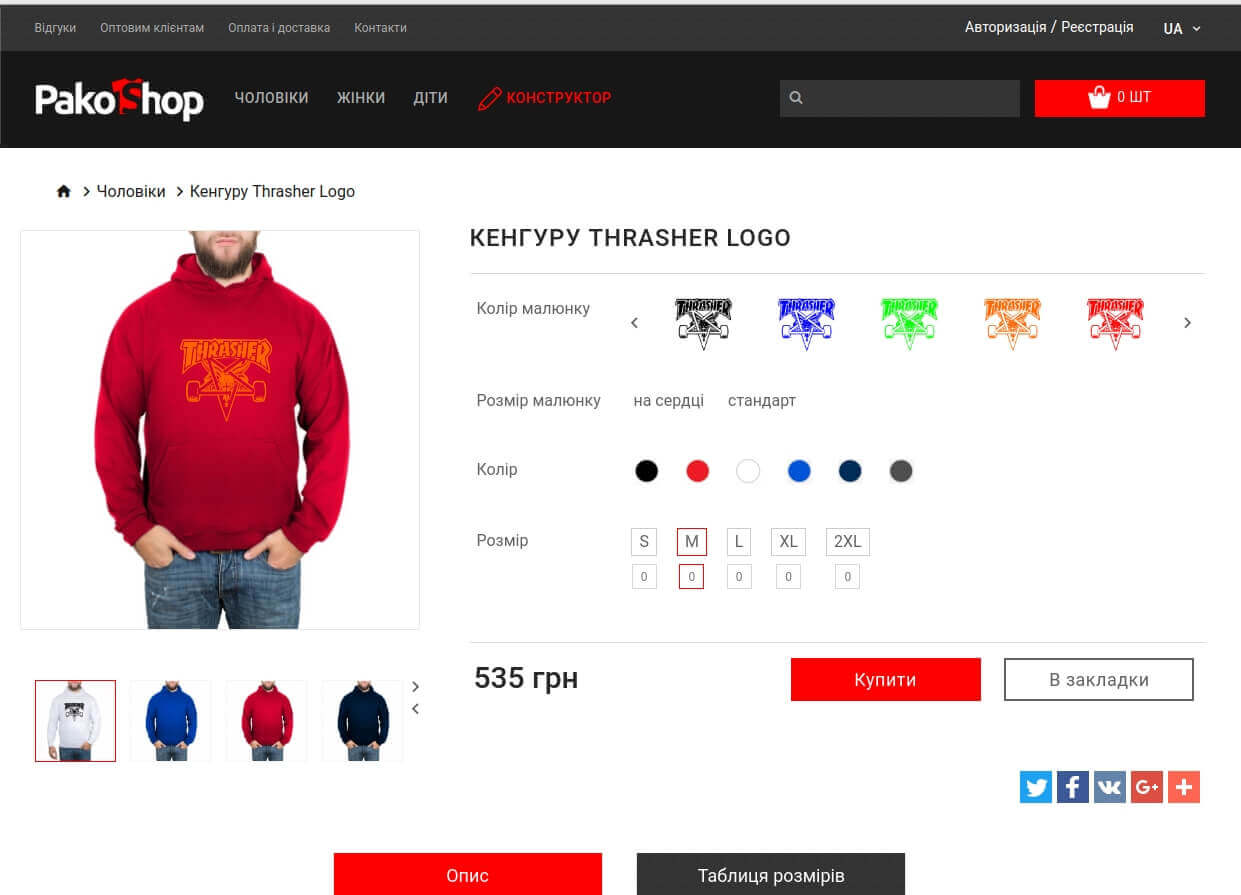 Відгуки Оптовим клієнтам Оплата і доставка Контакти Авторизація / Реєстрація UA
PakoShop ЧОЛОВІКИ ЖІНКИ ДІТИ КОНСТРУКТОР 0 ШТ
Чоловіки Кенгуру Thrasher Logo
КЕНГУРУ THRASHER LOGO
Колір малюнку THRASHER THRASHER THRASHER THRASHER THRASHER
THRASHER
Розмір малюнку на сердці стандарт
Колір
Розмір S M L XL 2XL
0 0 0 0 0
535 грн Купити В закладки
THRASHER
G+
Опис Таблиця розмірів